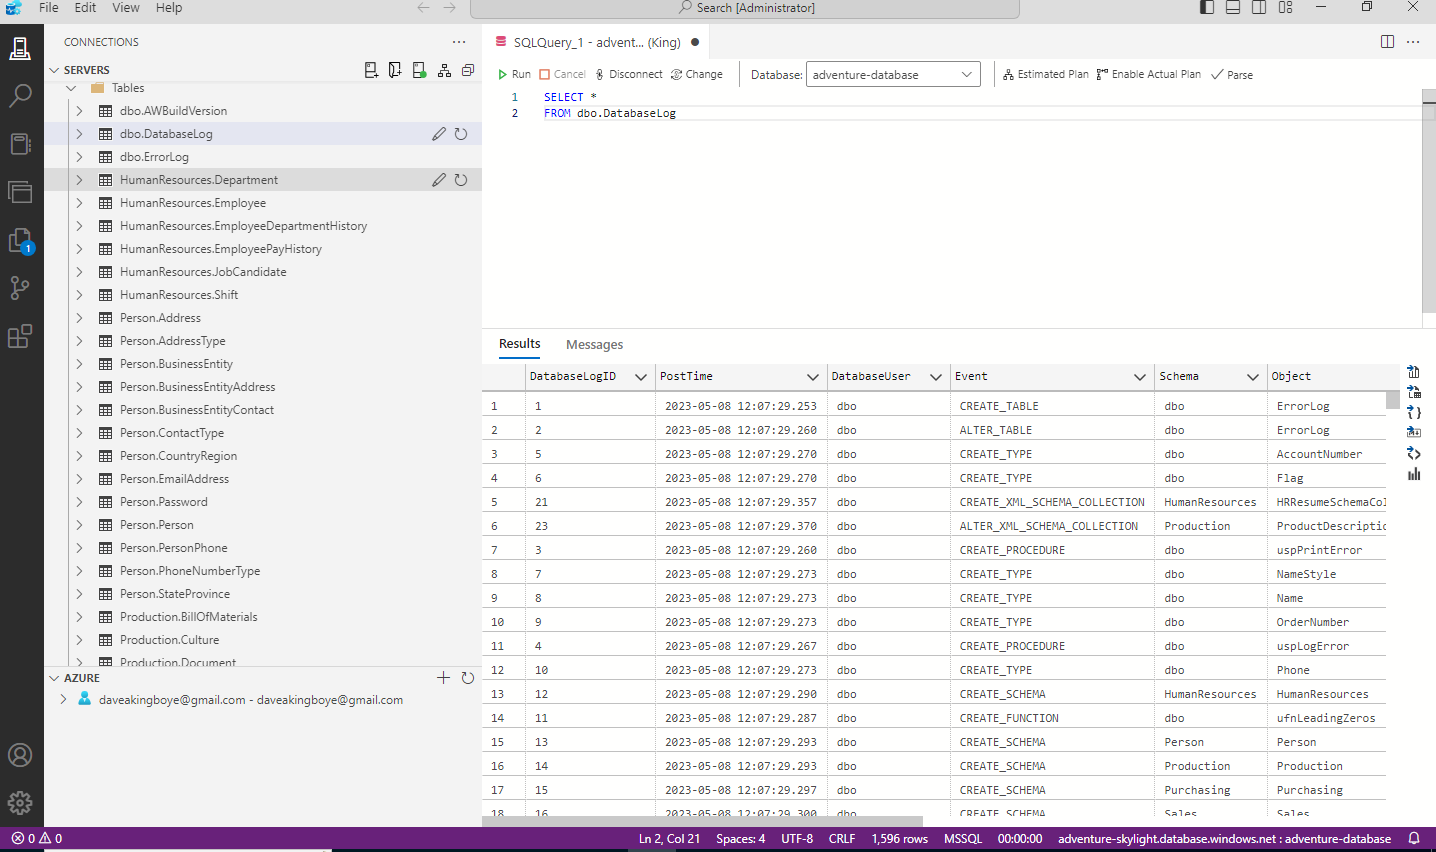 File Edit View Help
Search [Administrator]
CONNECTIONS
SERVERS
Tables
dbo.AWBuildVersion
dbo.DatabaseLog
dbo.ErrorLog
HumanResources.Department
HumanResources.Employee
HumanResources.EmployeeDepartmentHistory
HumanResources.EmployeePayHistory
HumanResources.JobCandidate
HumanResources.Shift
Person.Address
Person.AddressType
Person.BusinessEntity
Person.BusinessEntityAddress
Person.BusinessEntityContact
Person.ContactType
Person.CountryRegion
Person.EmailAddress
Person.Password
Person.Person
Person.PersonPhone
Person.PhoneNumberType
Person.StateProvince
Production.BillOfMaterials
Production.Culture
Production.Document
AZURE
daveakingboye@gmail.com - daveakingboye@gmail.com
1
SQLQuery_1 - advent... (King)
Run Cancel Disconnect Change Database: adventure-database Estimated Plan Enable Actual Plan Parse
1 SELECT *
2 FROM dbo.DatabaseLog
Results Messages
DatabaseLogID PostTime DatabaseUser Event Schema Object
1 1 2023-05-08 12:07:29.253 dbo CREATE_TABLE dbo ErrorLog
2 2 2023-05-08 12:07:29.260 dbo ALTER_TABLE dbo ErrorLog
3 5 2023-05-08 12:07:29.270 dbo CREATE_TYPE dbo AccountNumber
4 6 2023-05-08 12:07:29.270 dbo CREATE_TYPE dbo Flag
5 21 2023-05-08 12:07:29.357 dbo CREATE_XML_SCHEMA_COLLECTION HumanResources HRResumeSchemaCol
6 23 2023-05-08 12:07:29.370 dbo ALTER_XML_SCHEMA_COLLECTION Production ProductDescriptio
7 3 2023-05-08 12:07:29.260 dbo CREATE_PROCEDURE dbo uspPrintError
8 7 2023-05-08 12:07:29.273 dbo CREATE_TYPE dbo NameStyle
9 8 2023-05-08 12:07:29.273 dbo CREATE_TYPE dbo Name
10 9 2023-05-08 12:07:29.273 dbo CREATE_TYPE dbo OrderNumber
11 4 2023-05-08 12:07:29.267 dbo CREATE_PROCEDURE dbo uspLogError
12 10 2023-05-08 12:07:29.273 dbo CREATE_TYPE dbo Phone
13 12 2023-05-08 12:07:29.290 dbo CREATE_SCHEMA HumanResources HumanResources
14 11 2023-05-08 12:07:29.287 dbo CREATE_FUNCTION dbo ufnLeadingZeros
15 13 2023-05-08 12:07:29.293 dbo CREATE_SCHEMA Person Person
16 14 2023-05-08 12:07:29.293 dbo CREATE_SCHEMA Production Production
17 15 2023-05-08 12:07:29.297 dbo CREATE_SCHEMA Purchasing Purchasing
18 16 2023-05-08 12:07:29.300 dbo CREATE_SCHEMA Sales Sales
0 0 Ln 2, Col 21 Spaces: 4 UTF-8 CRLF 1,596 rows MSSQL 00:00:00 adventure-skylight.database.windows.net : adventure-database